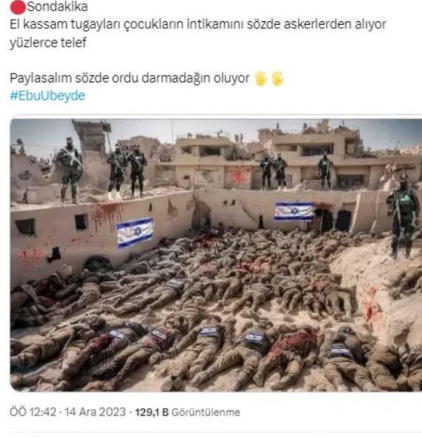 🔴Sondakika
El kassam tugayları çocukların intikamını sözde askerlerden alıyor
yüzlerce telef
Paylasalım sözde ordu darmadağın oluyor 🖐🖐
#EbuUbeyde
ÖÖ 12:42 · 14 Ara 2023 · 129,1 B Görüntülenme